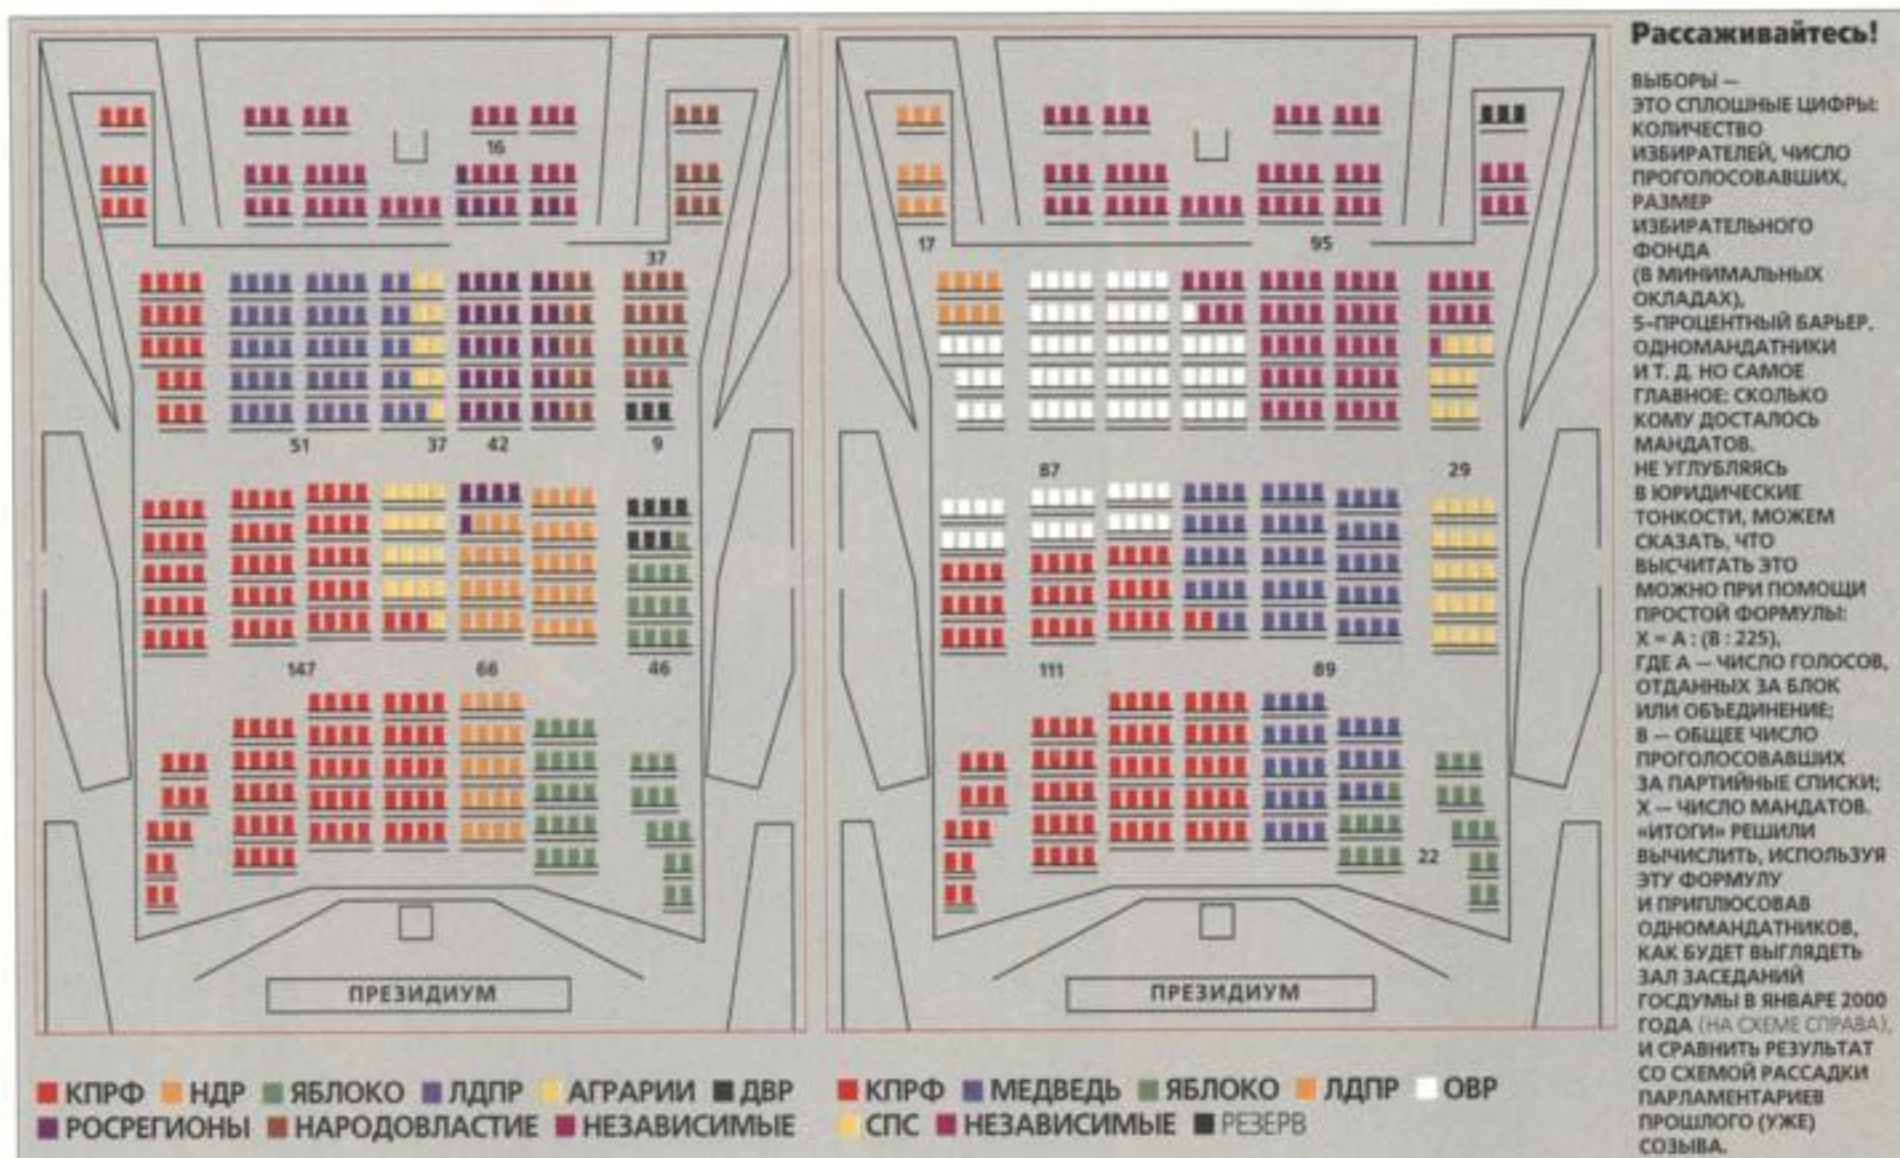 Рассаживайтесь!
ВЫБОРЫ —
ЭТО СПЛОШНЫЕ ЦИФРЫ:
КОЛИЧЕСТВО
ИЗБИРАТЕЛЕЙ, ЧИСЛО
ПРОГОЛОСОВАВШИХ,
РАЗМЕР
ИЗБИРАТЕЛЬНОГО
ФОНДА
(В МИНИМАЛЬНЫХ
ОКЛАДАХ),
5-ПРОЦЕНТНЫЙ БАРЬЕР,
ОДНОМАНДАТНИКИ
И Т. Д. НО САМОЕ
ГЛАВНОЕ: СКОЛЬКО
КОМУ ДОСТАЛОСЬ
МАНДАТОВ.
НЕ УГЛУБЛЯЯСЬ
В ЮРИДИЧЕСКИЕ
ТОНКОСТИ, МОЖЕМ
СКАЗАТЬ, ЧТО
ВЫСЧИТАТЬ ЭТО
МОЖНО ПРИ ПОМОЩИ
ПРОСТОЙ ФОРМУЛЫ:
X = A : (B : 225),
ГДЕ А — ЧИСЛО ГОЛОСОВ,
ОТДАННЫХ ЗА БЛОК
ИЛИ ОБЪЕДИНЕНИЕ;
В — ОБЩЕЕ ЧИСЛО
ПРОГОЛОСОВАВШИХ
ЗА ПАРТИЙНЫЕ СПИСКИ;
Х — ЧИСЛО МАНДАТОВ.
«ИТОГИ» РЕШИЛИ
ВЫЧИСЛИТЬ, ИСПОЛЬЗУЯ
ЭТУ ФОРМУЛУ
И ПРИПЛЮСОВАВ
ОДНОМАНДАТНИКОВ,
КАК БУДЕТ ВЫГЛЯДЕТЬ
ЗАЛ ЗАСЕДАНИЙ
ГОСДУМЫ В ЯНВАРЕ 2000
ГОДА (НА СХЕМЕ СПРАВА),
И СРАВНИТЬ РЕЗУЛЬТАТ
СО СХЕМОЙ РАССАДКИ
ПАРЛАМЕНТАРИЕВ
ПРОШЛОГО (УЖЕ)
СОЗЫВА.
16
37
51 37 42 9
147 66 46
ПРЕЗИДИУМ
КПРФ НДР ЯБЛОКО ЛДПР АГРАРИИ ДВР
РОСРЕГИОНЫ НАРОДОВЛАСТИЕ НЕЗАВИСИМЫЕ
17 95
87 29
111 89
22
ПРЕЗИДИУМ
КПРФ МЕДВЕДЬ ЯБЛОКО ЛДПР ОВР
СПС НЕЗАВИСИМЫЕ РЕЗЕРВ